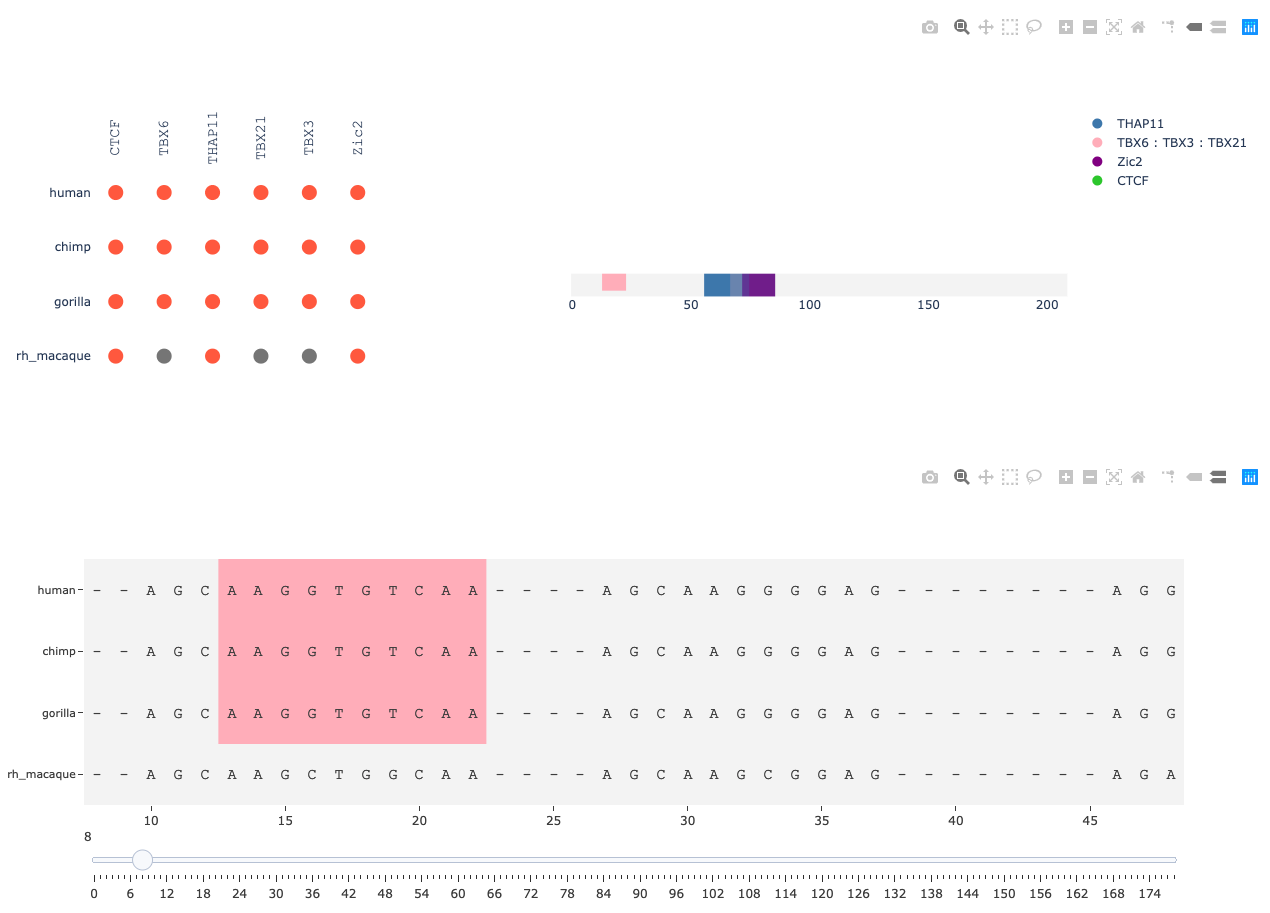 CTCF TBX6 THAP11 TBX21 TBX3 Zic2
human
chimp
gorilla
rh_macaque
0 50 100 150 200
THAP11
TBX6 : TBX3 : TBX21
Zic2
CTCF
human - - A G C A A G G T G T C A A - - - - A G C A A G G G G A G - - - - - - - - A G G
chimp - - A G C A A G G T G T C A A - - - - A G C A A G G G G A G - - - - - - - - A G G
gorilla - - A G C A A G G T G T C A A - - - - A G C A A G G G G A G - - - - - - - - A G G
rh_macaque - - A G C A A G C T G G C A A - - - - A G C A A G C G G A G - - - - - - - - A G A
10 15 20 25 30 35 40 45
8
0 6 12 18 24 30 36 42 48 54 60 66 72 78 84 90 96 102 108 114 120 126 132 138 144 150 156 162 168 174